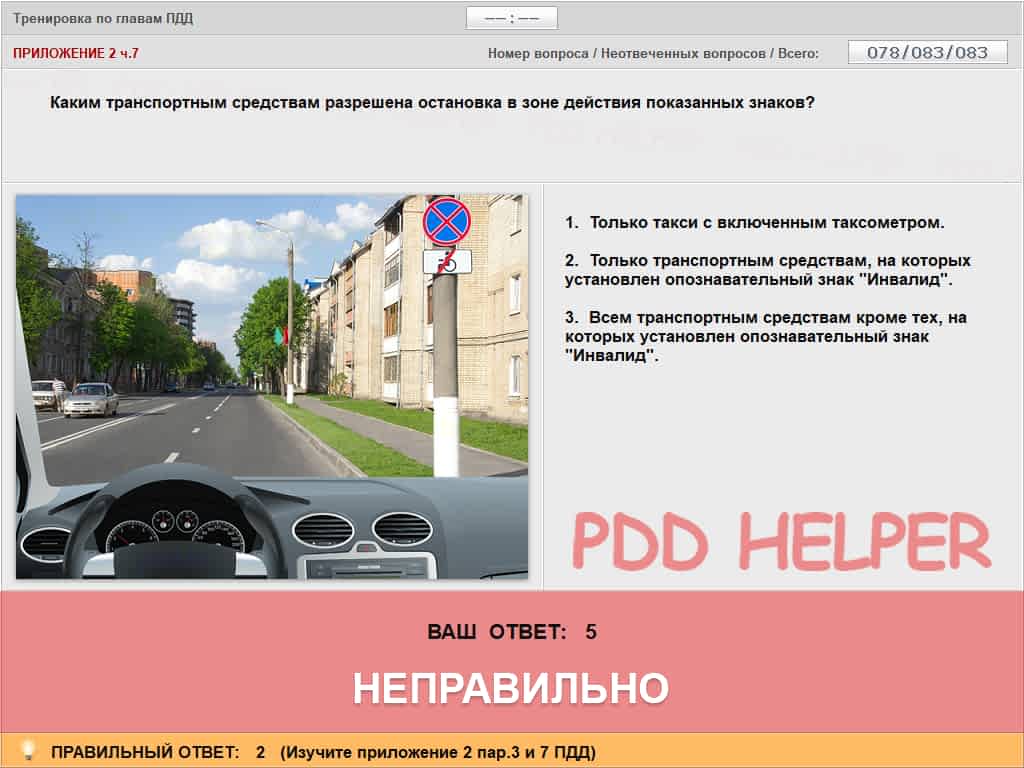 Тренировка по главам ПДД
—— : ——
ПРИЛОЖЕНИЕ 2 ч.7
Номер вопроса / Неотвеченных вопросов / Всего: 078/083/083
Каким транспортным средствам разрешена остановка в зоне действия показанных знаков?
1. Только такси с включенным таксометром.
2. Только транспортным средствам, на которых
установлен опознавательный знак "Инвалид".
3. Всем транспортным средствам кроме тех, на
которых установлен опознавательный знак
"Инвалид".
PDD HELPER
ВАШ ОТВЕТ: 5
НЕПРАВИЛЬНО
ПРАВИЛЬНЫЙ ОТВЕТ: 2 (Изучите приложение 2 пар.3 и 7 ПДД)